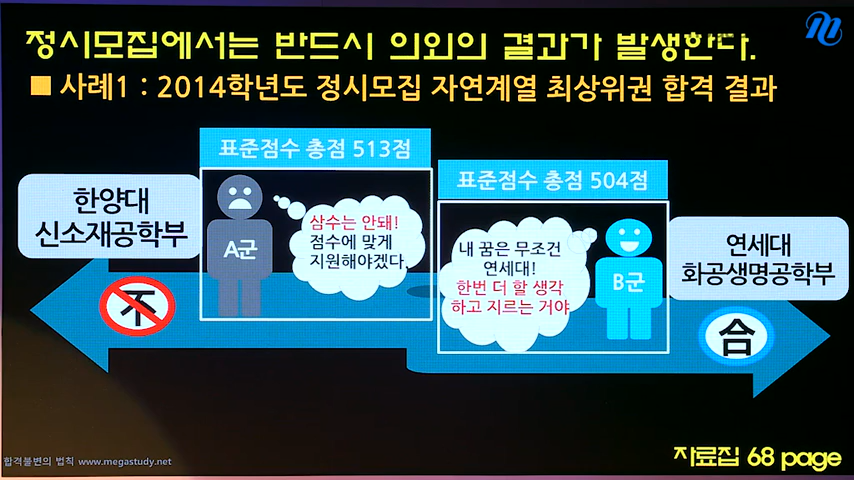 정시모집에서는 반드시 의외의 결과가 발생한다.
■ 사례1 : 2014학년도 정시모집 자연계열 최상위권 합격 결과
표준점수 총점 513점
표준점수 총점 504점
한양대
신소재공학부
A군
삼수는 안돼!
점수에 맞게
지원해야겠다.
내 꿈은 무조건
연세대!
한번 더 할 생각
하고 지르는 거야
B군
연세대
화공생명공학부
不
合
합격불변의 법칙 www.megastudy.net
자료집 68 page